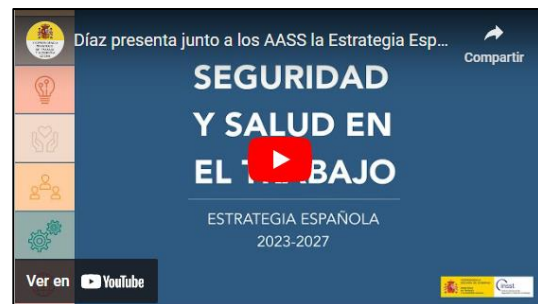 Díaz presenta junto a los AASS la Estrategia Esp...
Compartir
SEGURIDAD
Y SALUD EN
EL TRABAJO
ESTRATEGIA ESPAÑOLA
2023-2027
Ver en YouTube
insst